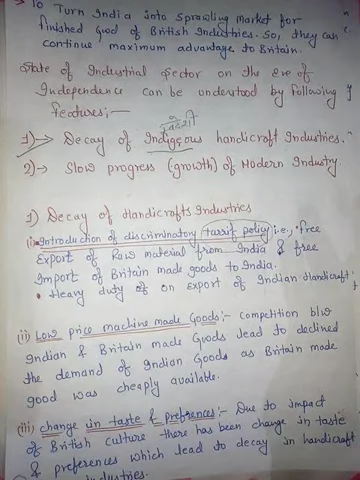 → To Turn India into Sprawling market for
finished good of British Industries. So, they can
continue maximum advantage to Britain.
State of Industrial Sector on the eve of
Independence can be understood by following
features:—
1)→ Decay of Indigeous handicraft Industries.
2)→ Slow progress (growth) of Modern Industry
1) Decay of Handicrafts Industries
(i) Introduction of discriminatory tarrif policy i.e., • free
Export of Raw material from India & free
Import of Britain made goods to India.
• Heavy duty of on export of Indian Handicraft.
(ii) Low price machine made Goods:- Competition b/w
Indian & Britain made Goods lead to declined
the demand of Indian Goods as Britain made
good was cheaply available.
(iii) change in taste & prefrences:- Due to impact
of British culture there has been change in taste
& preferences which lead to decay in handicraft
industries.